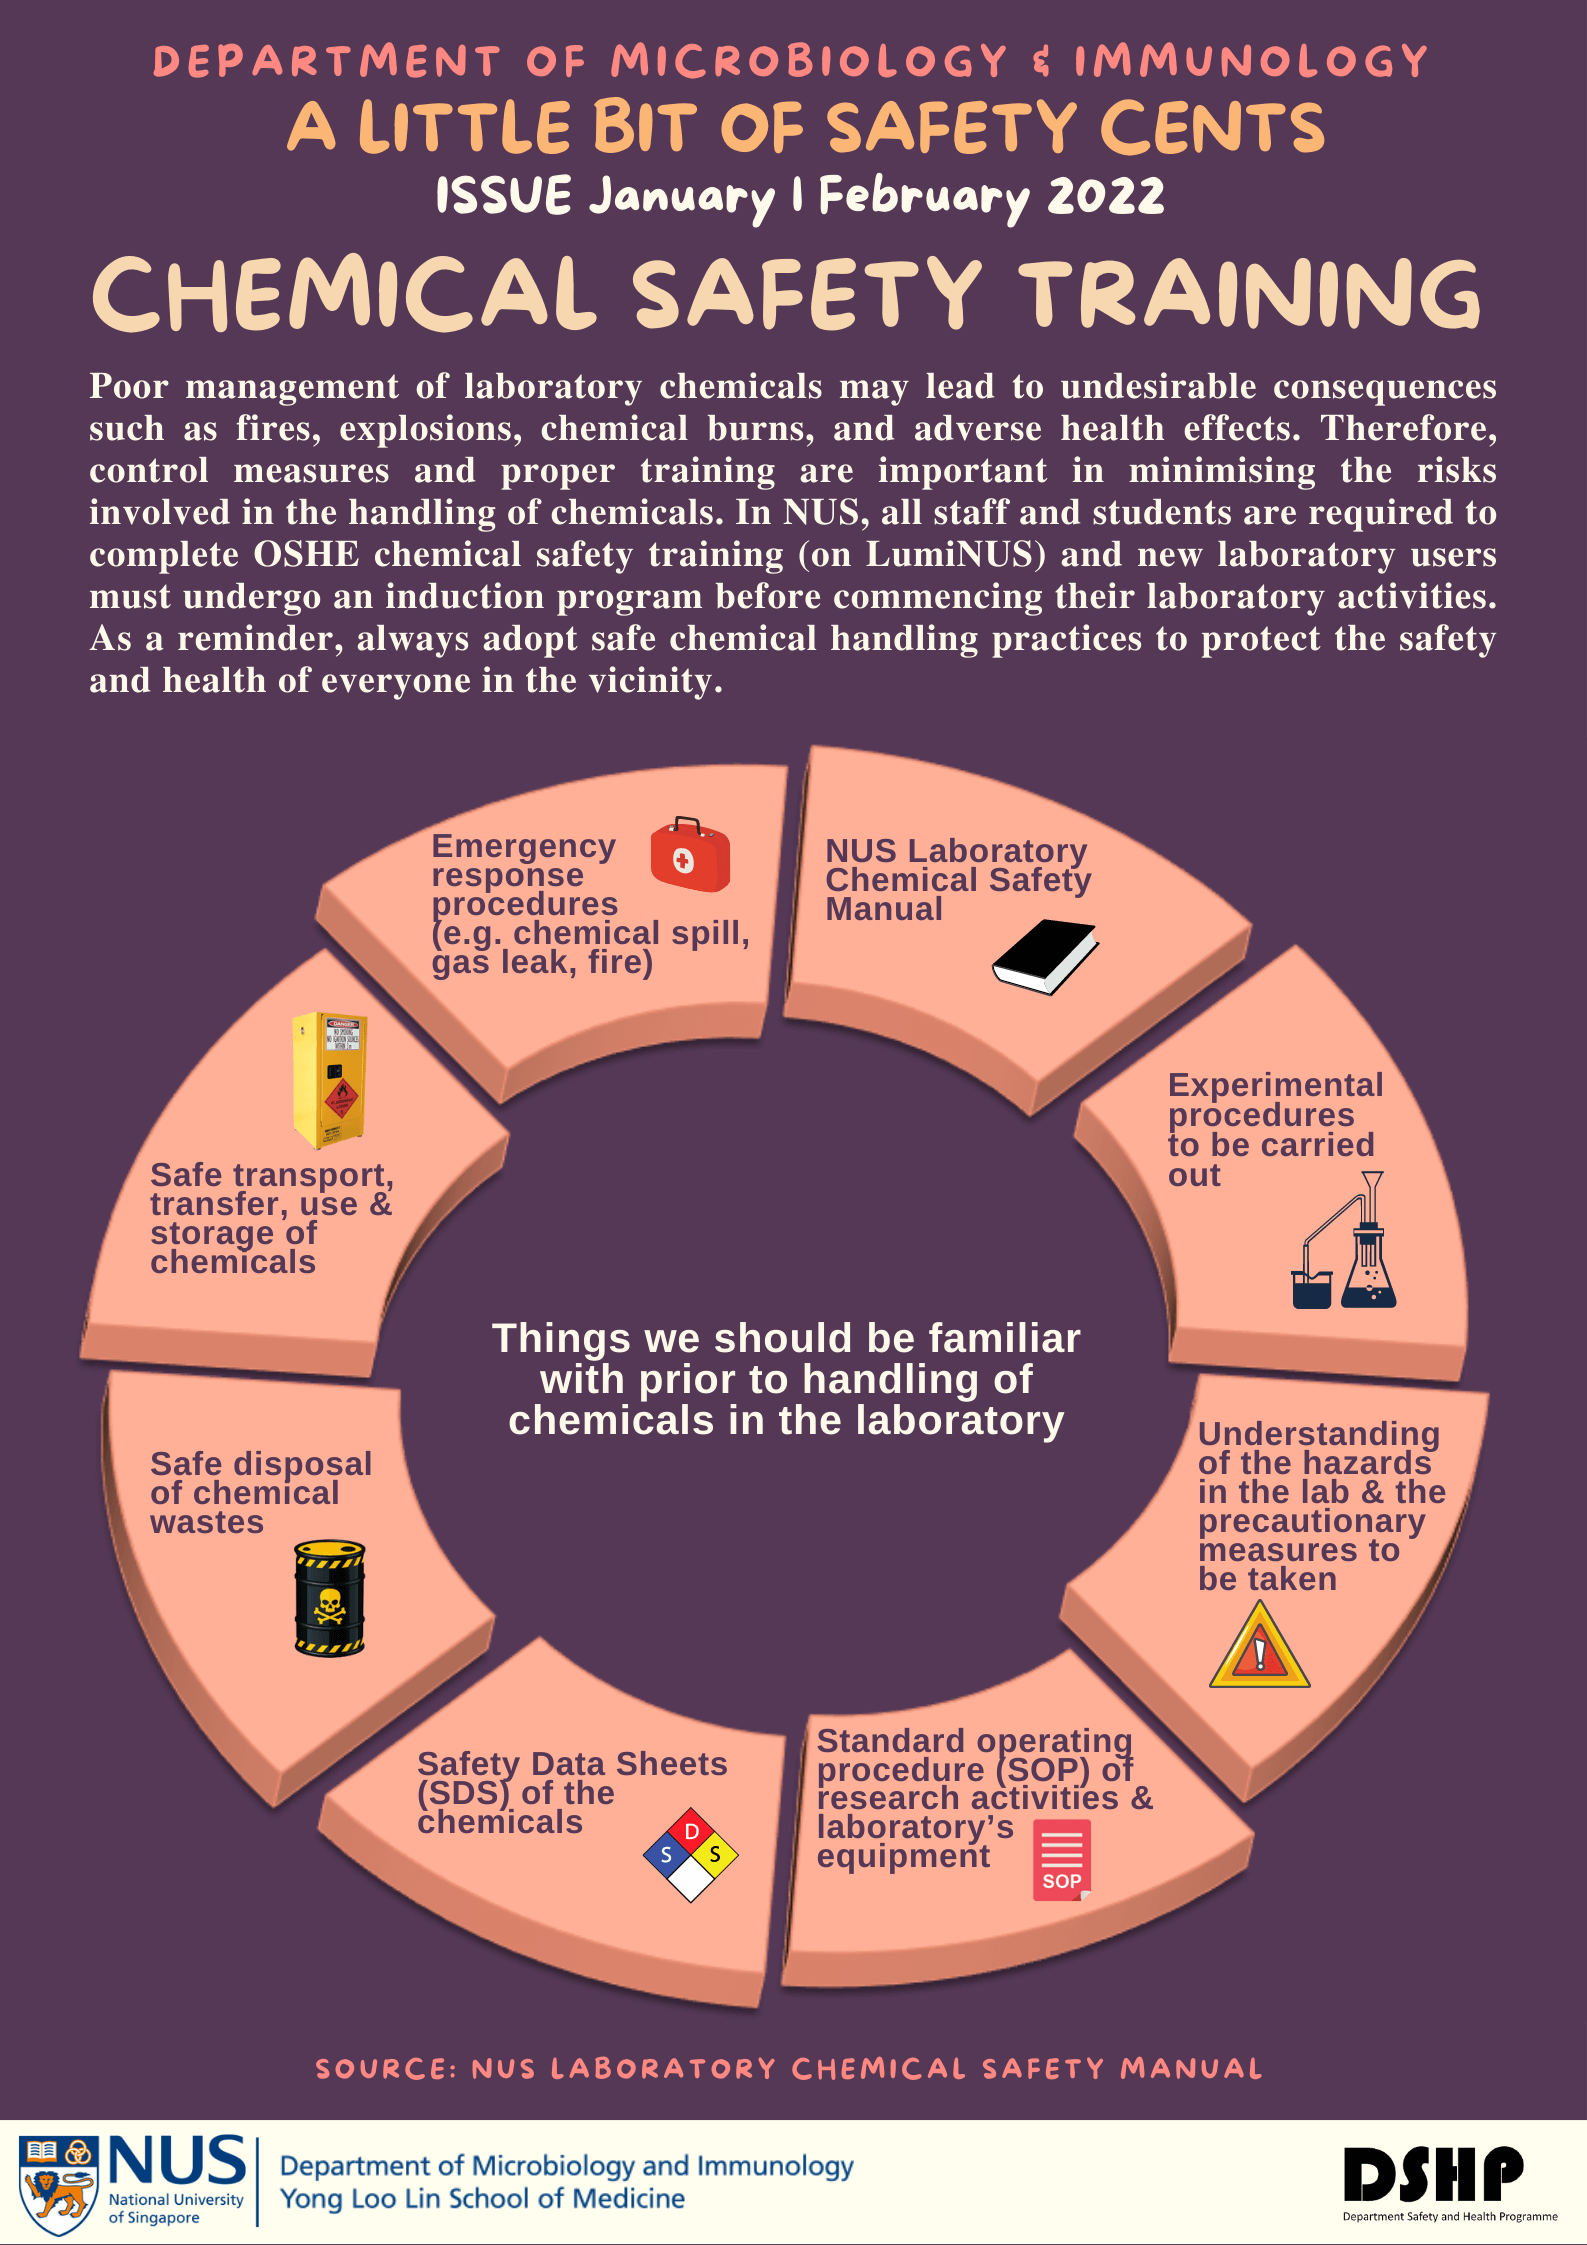 DEPARTMENT OF MICROBIOLOGY & IMMUNOLOGY
A LITTLE BIT OF SAFETY CENTS
ISSUE January | February 2022
CHEMICAL SAFETY TRAINING
Poor management of laboratory chemicals may lead to undesirable consequences
such as fires, explosions, chemical burns, and adverse health effects. Therefore,
control measures and proper training are important in minimising the risks
involved in the handling of chemicals. In NUS, all staff and students are required to
complete OSHE chemical safety training (on LumiNUS) and new laboratory users
must undergo an induction program before commencing their laboratory activities.
As a reminder, always adopt safe chemical handling practices to protect the safety
and health of everyone in the vicinity.
Emergency
response
procedures
(e.g. chemical spill,
gas leak, fire)
NUS Laboratory
Chemical Safety
Manual
Experimental
procedures
to be carried
out
DANGER
NO SMOKING
NO IGNITION SOURCES
Safe transport,
transfer, use &
storage of
chemicals
Things we should be familiar
with prior to handling of
chemicals in the laboratory
Understanding
of the hazards
in the lab & the
precautionary
measures to
be taken
Safe disposal
of chemical
wastes
Standard operating
procedure (SOP) of
research activities &
laboratory's
equipment
SOP
Safety Data Sheets
(SDS) of the
chemicals
D
S S
SOURCE: NUS LABORATORY CHEMICAL SAFETY MANUAL
NUS
National University
of Singapore
Department of Microbiology and Immunology
Yong Loo Lin School of Medicine
DSHP
Department Safety and Health Programme